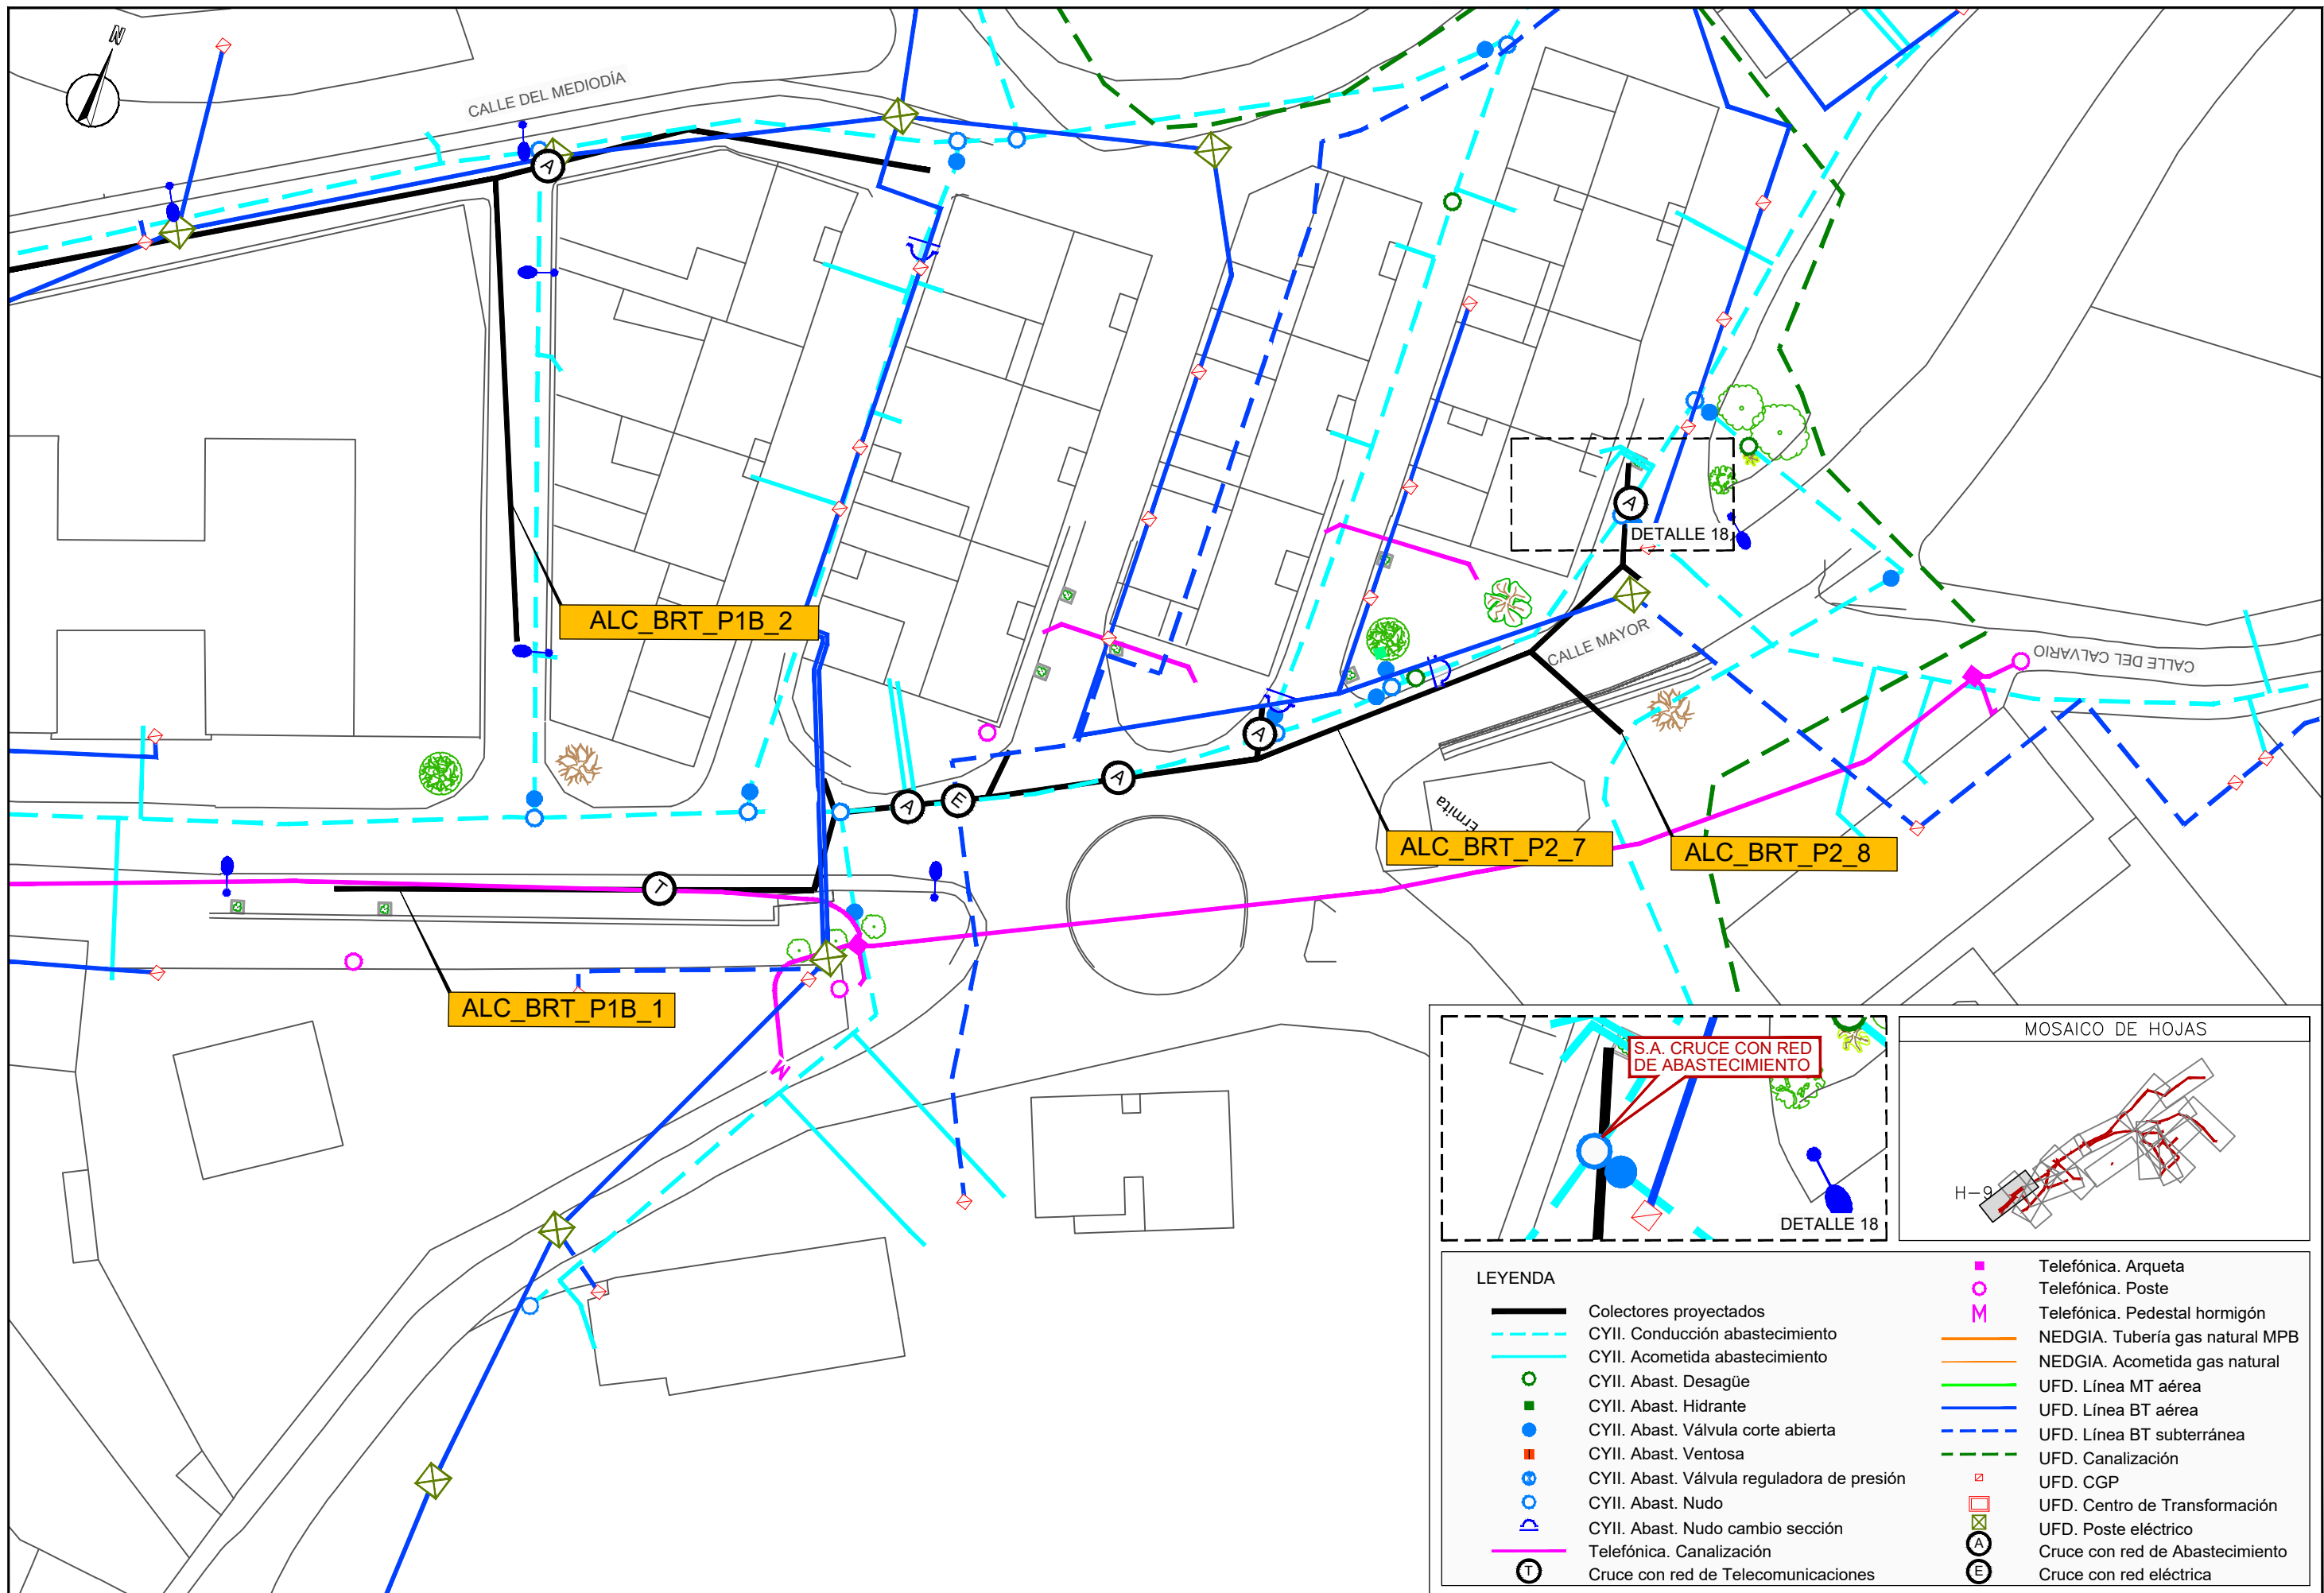 N
CALLE DEL MEDIODÍA
A
A
DETALLE 18
ALC_BRT_P1B_2
CALLE MAYOR
CALLE DEL CALVARIO
A
A
A
E
Ermita
ALC_BRT_P2_7
ALC_BRT_P2_8
T
ALC_BRT_P1B_1
M
S.A. CRUCE CON RED
DE ABASTECIMIENTO
DETALLE 18
MOSAICO DE HOJAS
H-9
LEYENDA
Colectores proyectados
CYII. Conducción abastecimiento
CYII. Acometida abastecimiento
CYII. Abast. Desagüe
CYII. Abast. Hidrante
CYII. Abast. Válvula corte abierta
CYII. Abast. Ventosa
CYII. Abast. Válvula reguladora de presión
CYII. Abast. Nudo
CYII. Abast. Nudo cambio sección
Telefónica. Canalización
T Cruce con red de Telecomunicaciones
Telefónica. Arqueta
Telefónica. Poste
M Telefónica. Pedestal hormigón
NEDGIA. Tubería gas natural MPB
NEDGIA. Acometida gas natural
UFD. Línea MT aérea
UFD. Línea BT aérea
UFD. Línea BT subterránea
UFD. Canalización
UFD. CGP
UFD. Centro de Transformación
UFD. Poste eléctrico
A Cruce con red de Abastecimiento
E Cruce con red eléctrica